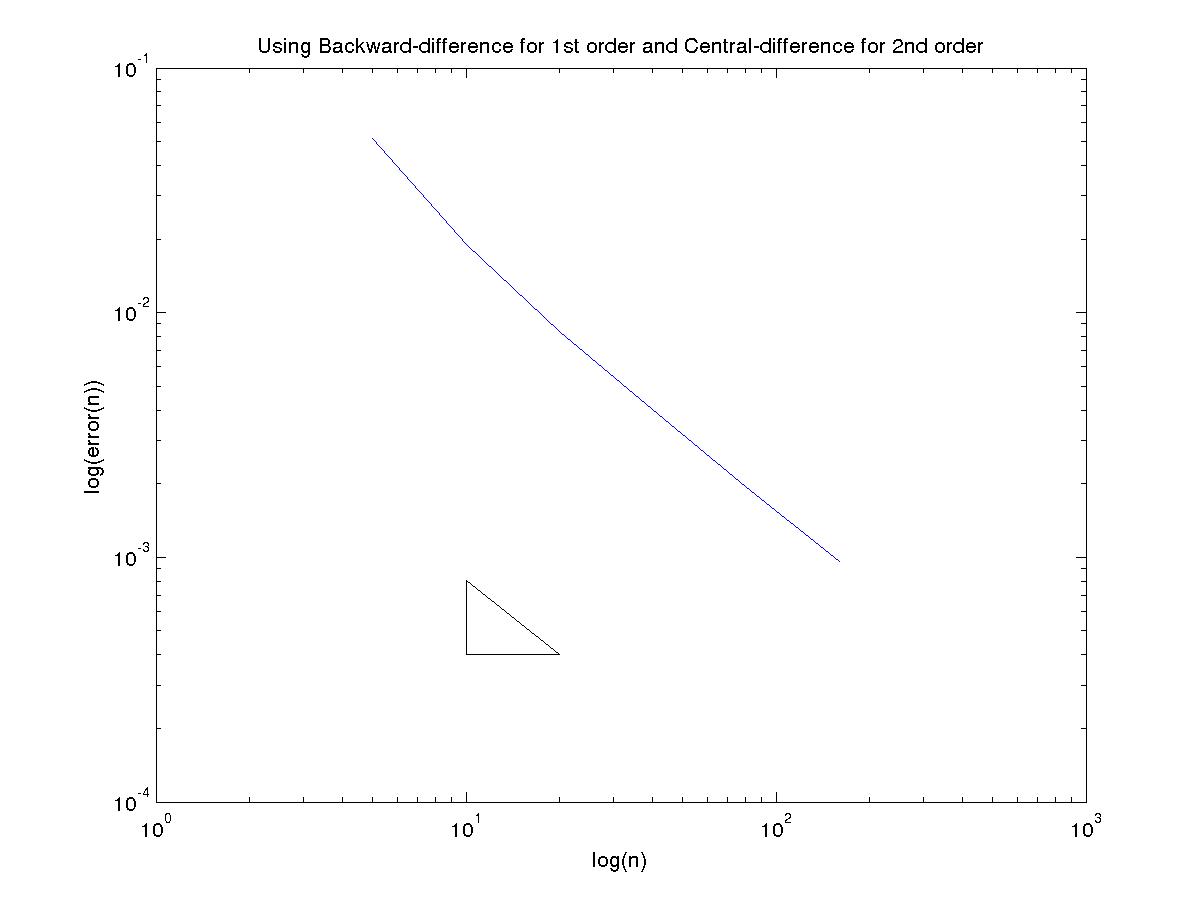 Using Backward-difference for 1st order and Central-difference for 2nd order
10^-1
10^-2
10^-3
10^-4
log(error(n))
10^0 10^1 10^2 10^3
log(n)